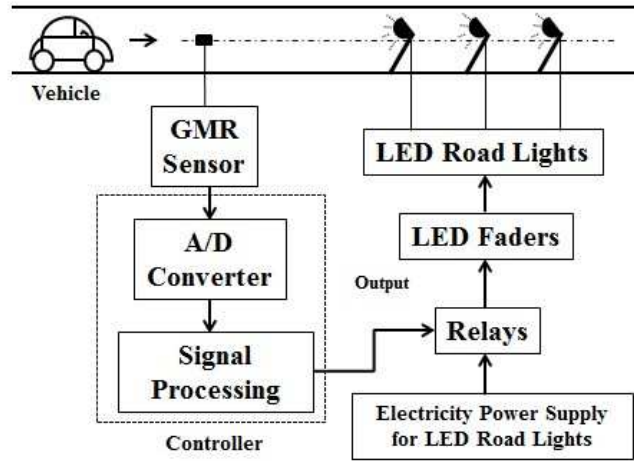 Vehicle
GMR
Sensor
LED Road Lights
A/D
Converter
LED Faders
Output
Signal
Processing
Relays
Controller
Electricity Power Supply
for LED Road Lights